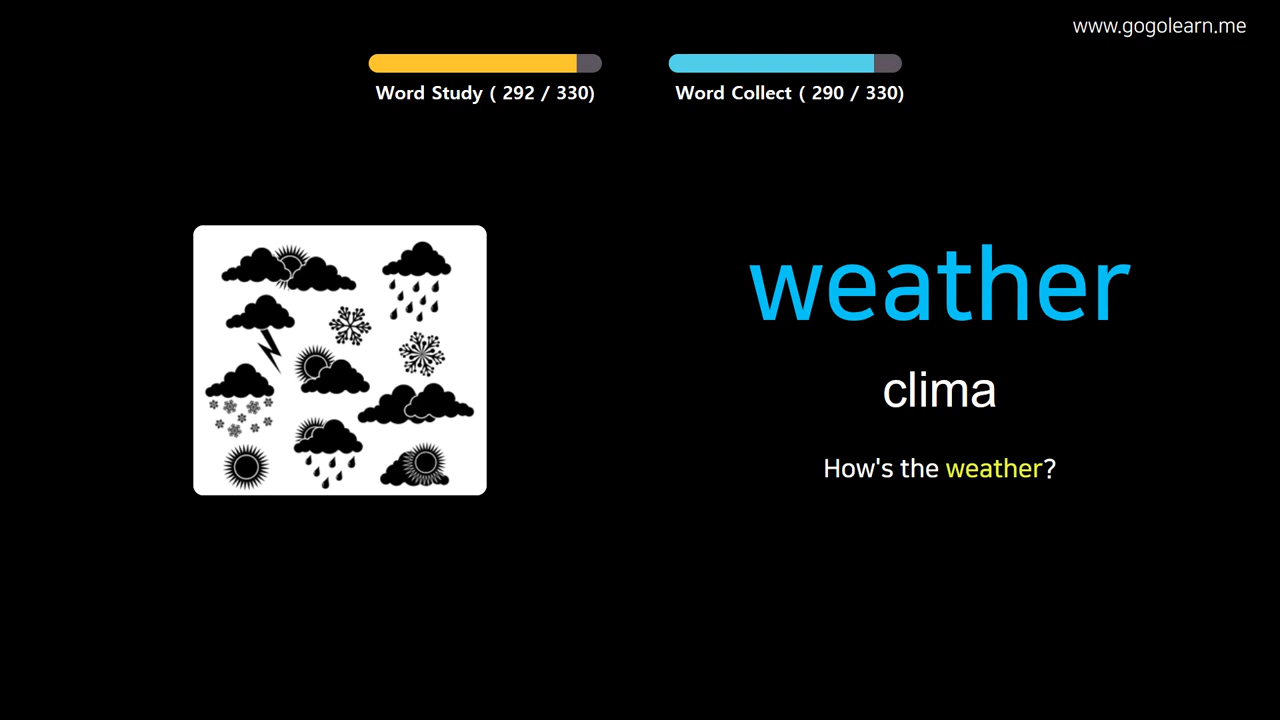 www.gogolearn.me
Word Study ( 292 / 330)
Word Collect ( 290 / 330)
weather
clima
How's the weather?